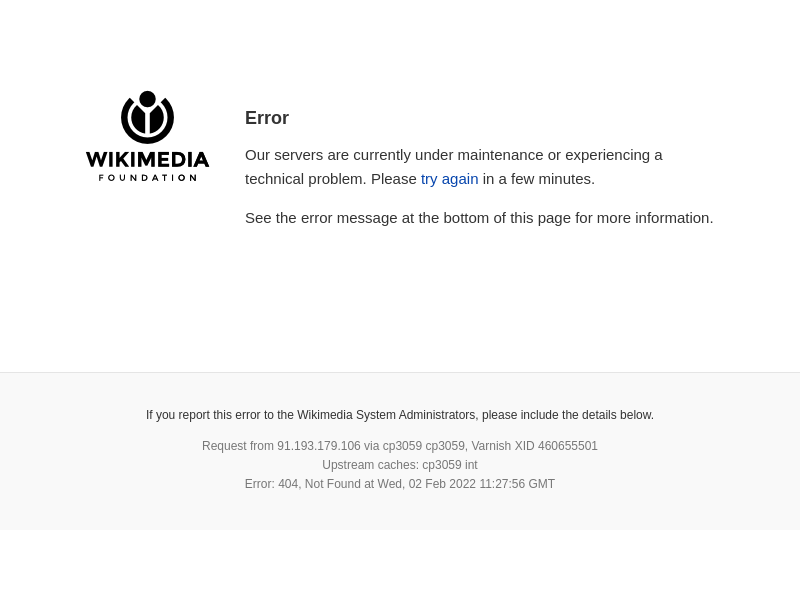 WIKIMEDIA
FOUNDATION
Error
Our servers are currently under maintenance or experiencing a
technical problem. Please try again in a few minutes.
See the error message at the bottom of this page for more information.
If you report this error to the Wikimedia System Administrators, please include the details below.
Request from 91.193.179.106 via cp3059 cp3059, Varnish XID 460655501
Upstream caches: cp3059 int
Error: 404, Not Found at Wed, 02 Feb 2022 11:27:56 GMT